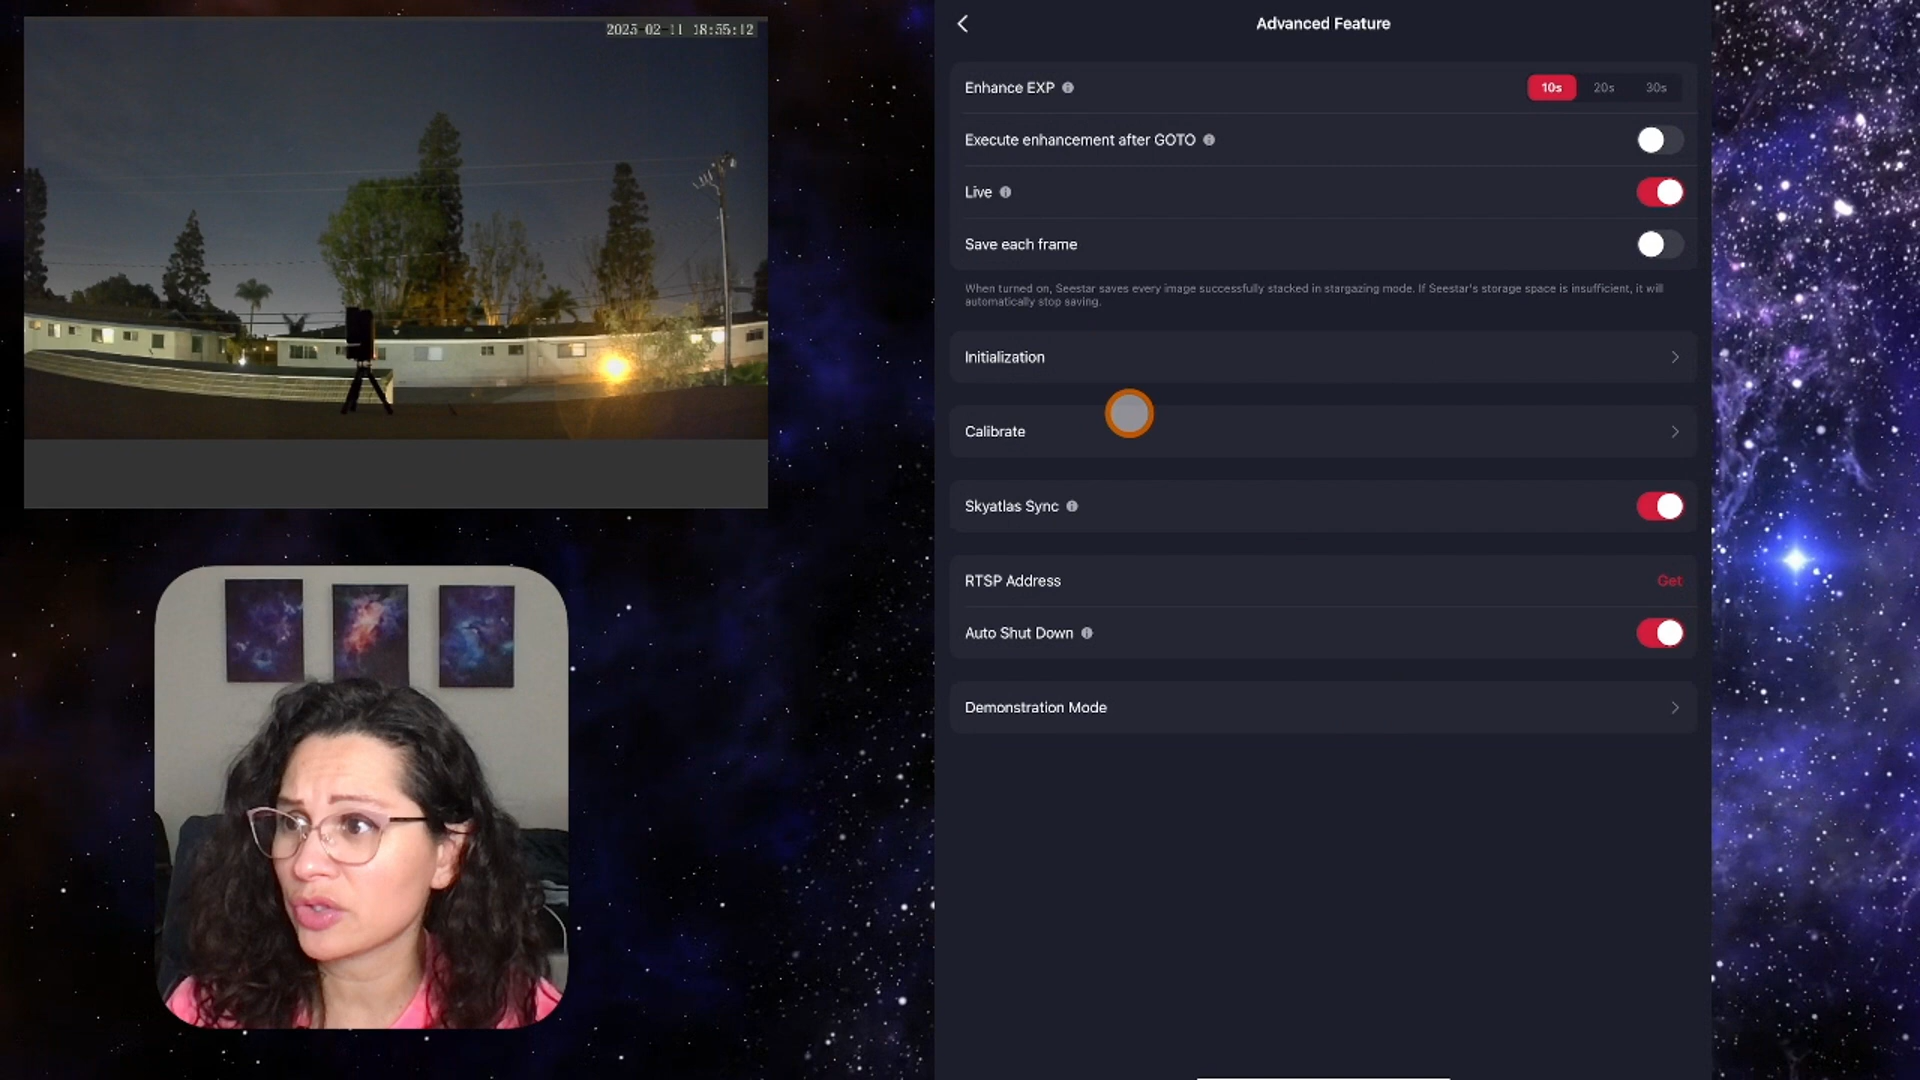 2025-02-11 18:55:12
Advanced Feature
Enhance EXP
10s 20s 30s
Execute enhancement after GOTO
Live
Save each frame
When turned on, Seestar saves every image successfully stacked in stargazing mode. If Seestar's storage space is insufficient, it will
automatically stop saving.
Initialization
Calibrate
Skyatlas Sync
RTSP Address
Get
Auto Shut Down
Demonstration Mode